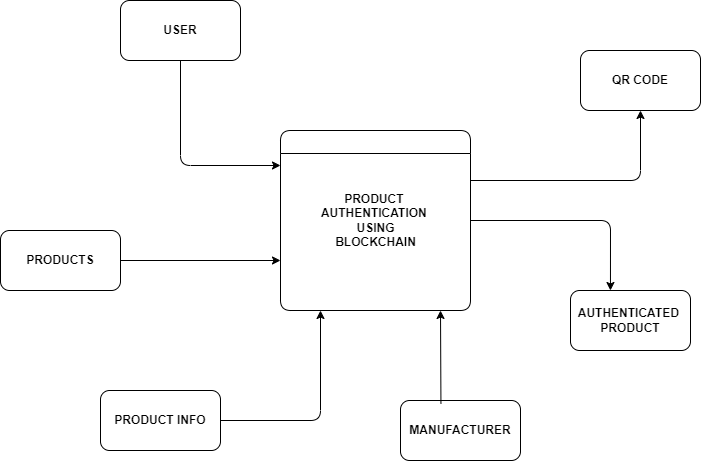 USER
QR CODE
PRODUCT
AUTHENTICATION
USING
BLOCKCHAIN
PRODUCTS
AUTHENTICATED
PRODUCT
PRODUCT INFO
MANUFACTURER